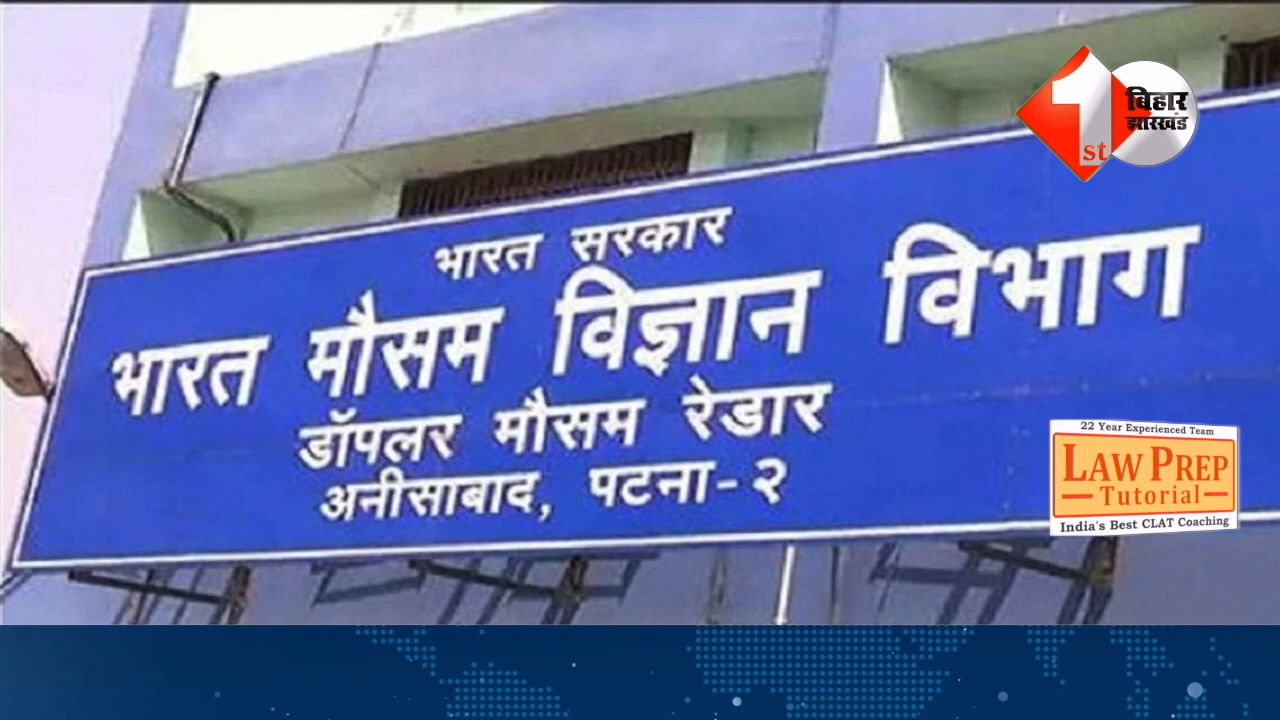 1st
बिहार
झारखंड
भारत सरकार
भारत मौसम विज्ञान विभाग
डॉपलर मौसम रेडार
अनीसाबाद, पटना-२
22 Year Experienced Team
LAW PREP
Tutorial
India's Best CLAT Coaching